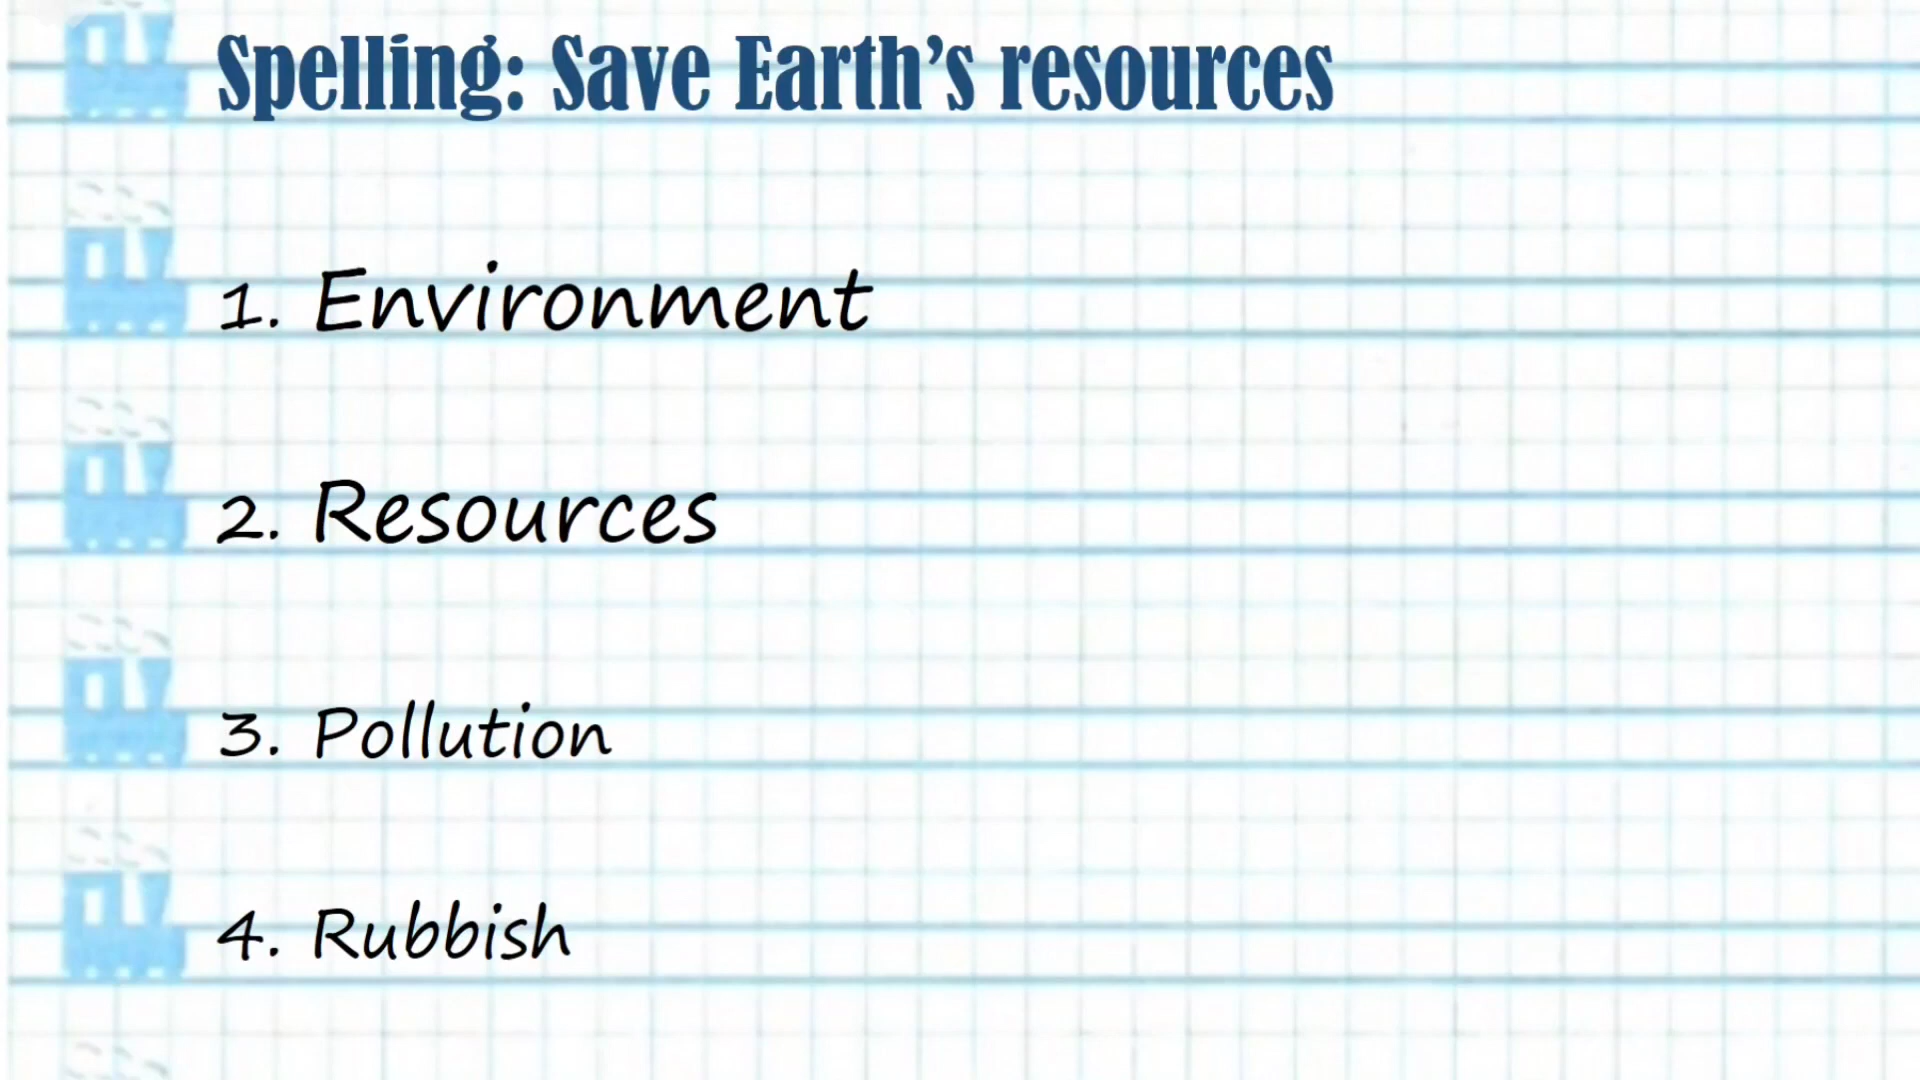 Spelling: Save Earth’s resources
1. Environment
2. Resources
3. Pollution
4. Rubbish